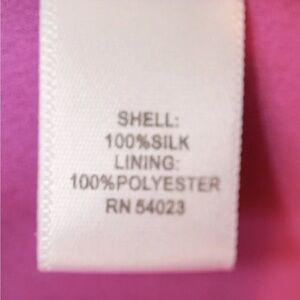 SHELL:
100%SILK
LINING:
100%POLYESTER
RN 54023